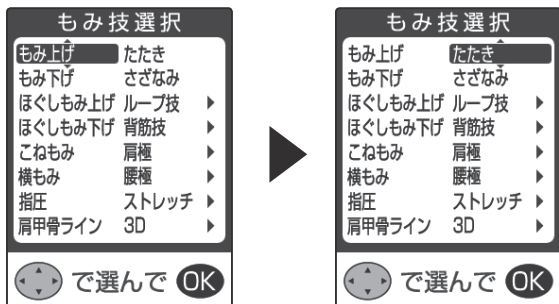 もみ技選択
もみ上げ たたき
もみ下げ さざなみ
ほぐしもみ上げ ループ技
ほぐしもみ下げ 背筋技
こねもみ 肩極
横もみ 腰極
指圧 ストレッチ
肩甲骨ライン 3D
で選んで OK
もみ技選択
もみ上げ たたき
もみ下げ さざなみ
ほぐしもみ上げ ループ技
ほぐしもみ下げ 背筋技
こねもみ 肩極
横もみ 腰極
指圧 ストレッチ
肩甲骨ライン 3D
で選んで OK